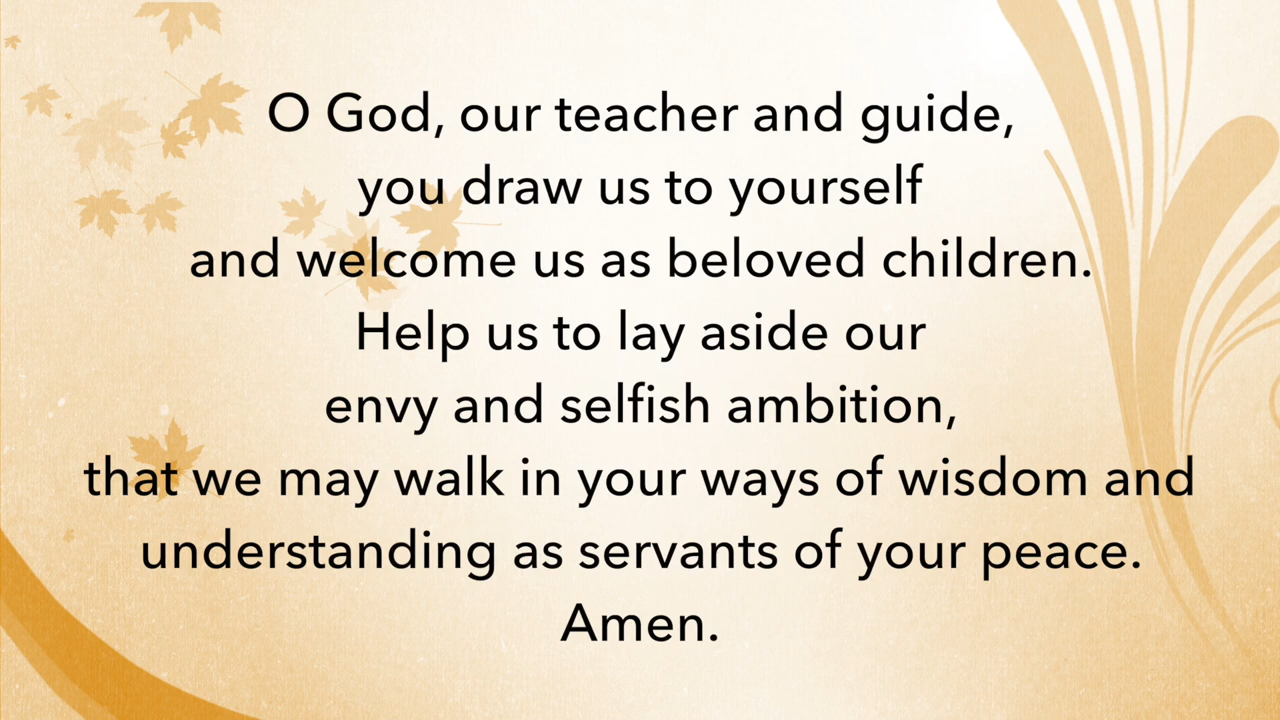 O God, our teacher and guide,
you draw us to yourself
and welcome us as beloved children.
Help us to lay aside our
envy and selfish ambition,
that we may walk in your ways of wisdom and
understanding as servants of your peace.
Amen.